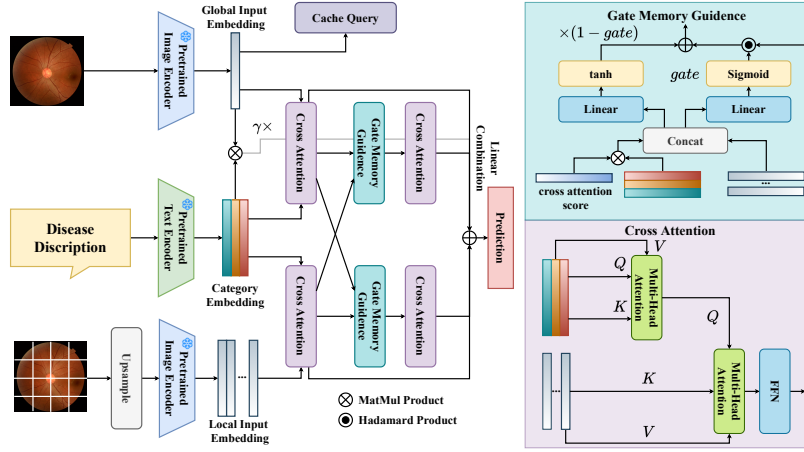 Global Input
Embedding
Cache Query
Pretrained
Image Encoder
γ×
Cross Attention
Gate Memory
Guidence
Cross Attention
Linear
Combination
Disease
Discription
Pretrained
Text Encoder
Category Embedding
Prediction
Cross Attention
Gate Memory
Guidence
Cross Attention
Upsample
Pretrained
Image Encoder
...
Local Input
Embedding
MatMul Product
Hadamard Product
Gate Memory Guidence
×(1 − gate)
tanh
gate
Sigmoid
Linear
Linear
Concat
cross attention
score
...
Cross Attention
V
Q
K
Multi-Head
Attention
Q
...
K
V
Multi-Head
Attention
FFN